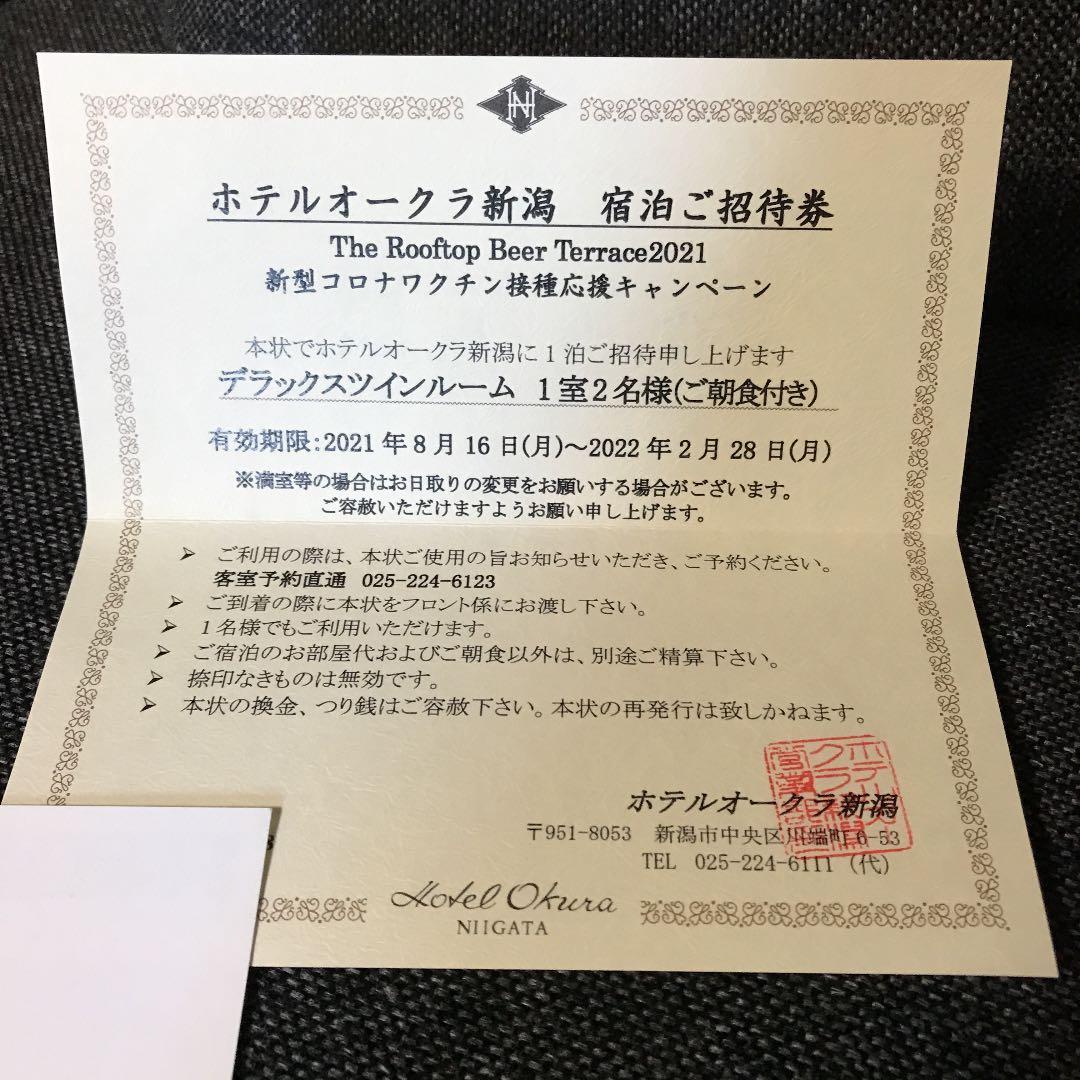 ホテルオークラ新潟　宿泊ご招待券
The Rooftop Beer Terrace2021
新型コロナワクチン接種応援キャンペーン
本状でホテルオークラ新潟に1泊ご招待申し上げます
デラックスツインルーム 1室2名様(ご朝食付き)
有効期限:2021年8月16日(月)～2022年2月28日(月)
※満室等の場合はお日取りの変更をお願いする場合がございます。
ご容赦いただけますようお願い申し上げます。
➤ ご利用の際は、本状ご使用の旨お知らせいただき、ご予約ください。
客室予約直通 025-224-6123
➤ ご到着の際に本状をフロント係にお渡し下さい。
➤ 1名様でもご利用いただけます。
➤ ご宿泊のお部屋代およびご朝食以外は、別途ご精算下さい。
➤ 捺印なきものは無効です。
➤ 本状の換金、つり銭はご容赦下さい。本状の再発行は致しかねます。
ホテルオークラ新潟
〒951-8053 新潟市中央区川端町6-53
TEL 025-224-6111 (代)
Hotel Okura
NIIGATA